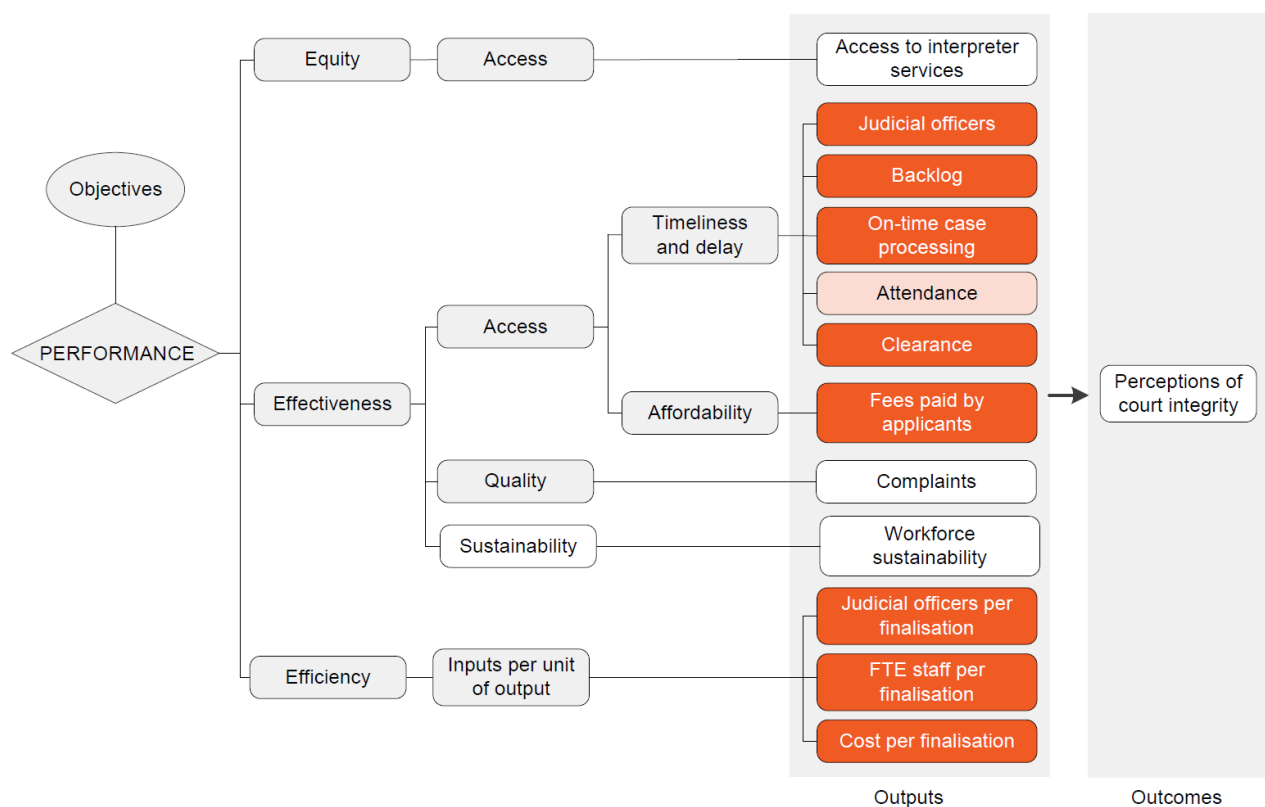 Objectives
PERFORMANCE
Equity
Access
Access to interpreter
services
Effectiveness
Access
Timeliness
and delay
Judicial officers
Backlog
On-time case
processing
Attendance
Clearance
Affordability
Fees paid by
applicants
Quality
Complaints
Sustainability
Workforce
sustainability
Efficiency
Inputs per unit
of output
Judicial officers per
finalisation
FTE staff per
finalisation
Cost per finalisation
Outputs
Perceptions of
court integrity
Outcomes